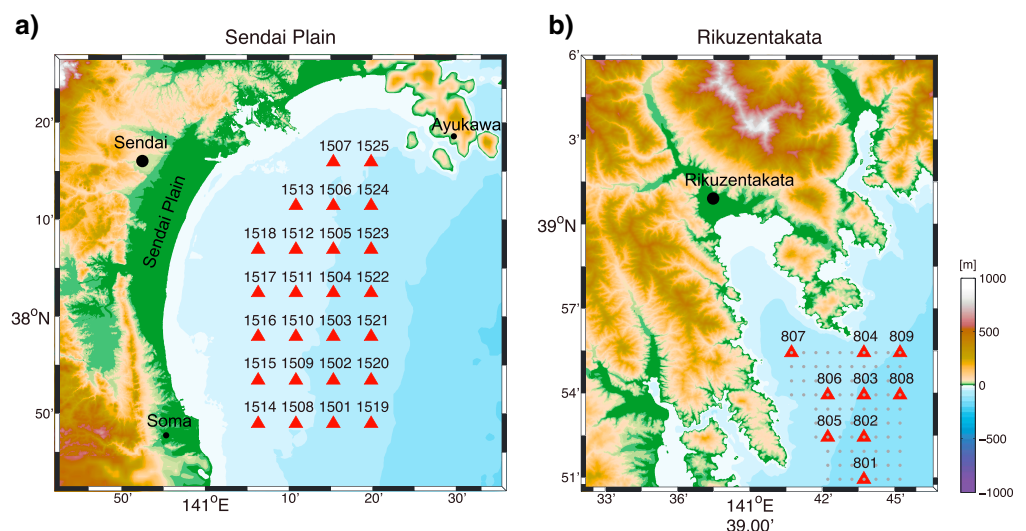 a)
Sendai Plain
20'
10'
38°N
50'
50'
141°E
10'
20'
30'
Sendai
Sendai Plain
Ayukawa
Soma
1507 1525
1513 1506 1524
1518 1512 1505 1523
1517 1511 1504 1522
1516 1510 1503 1521
1515 1509 1502 1520
1514 1508 1501 1519
b)
Rikuzentakata
6'
3'
39°N
57'
54'
51'
33'
36'
141°E
39.00'
42'
45'
Rikuzentakata
807 804 809
806 803 808
805 802
801
[m]
1000
500
0
−500
−1000